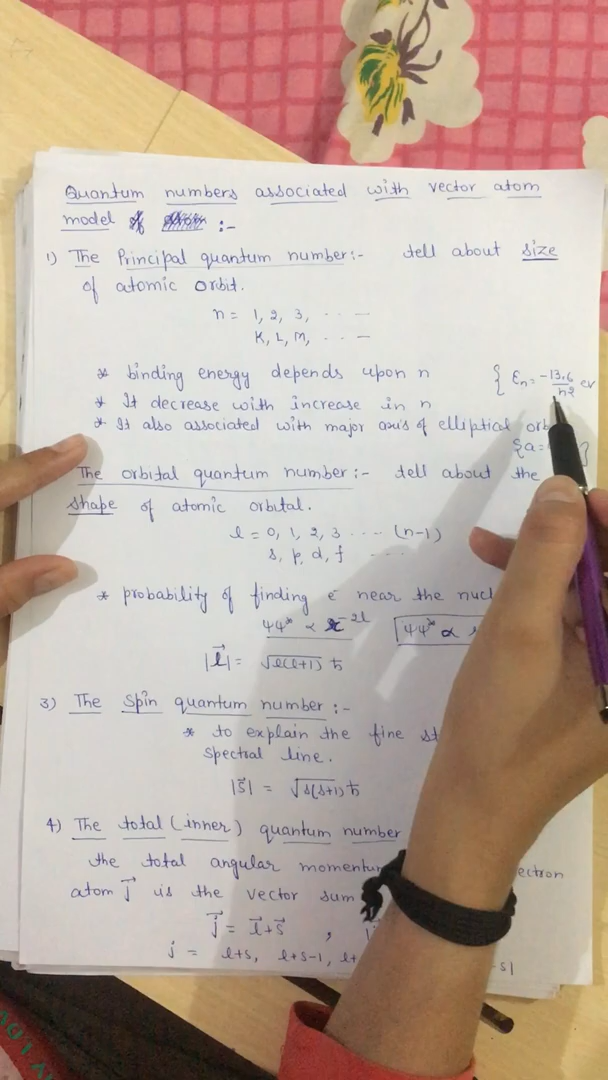 Quantum numbers associated with vector atom
model :-
1) The Principal quantum number:- tell about size
of atomic orbit.
n = 1, 2, 3, ... —
K, L, M, ... —
* binding energy depends upon n { En = -13.6/n² ev
* It decrease with increase in n
* It also associated with major axis of elliptical
{a=
The orbital quantum number:- tell about the
shape of atomic orbital.
l = 0, 1, 2, 3 .... (n-1)
s, p, d, f ....
* probability of finding e⁻ near the
ψψ* ∝ r^2l ψψ* ∝
|l⃗| = √l(l+1) ħ
3) The Spin quantum number :-
* to explain the fine
spectral line.
|s⃗| = √s(s+1) ħ
4) The total (inner) quantum number
the total angular
atom j⃗ is the vector sum
j⃗ = l⃗ + s⃗ ,
j = l+s, l+s-1,